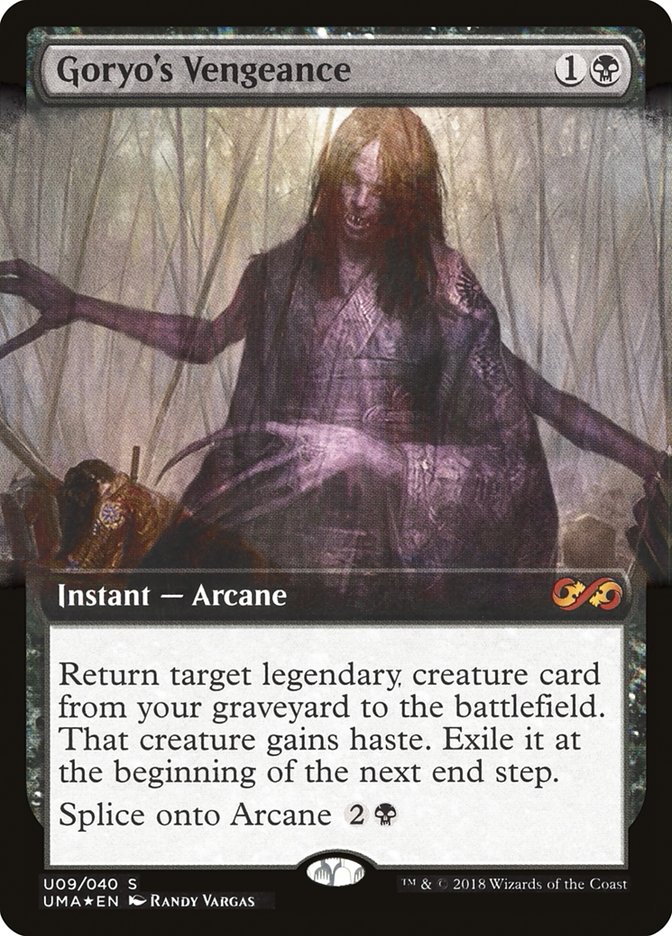 Goryo's Vengeance 1
Instant — Arcane
Return target legendary creature card
from your graveyard to the battlefield.
That creature gains haste. Exile it at
the beginning of the next end step.
Splice onto Arcane 2
U09/040 S
™ & © 2018 Wizards of the Coast
UMA★EN Randy Vargas